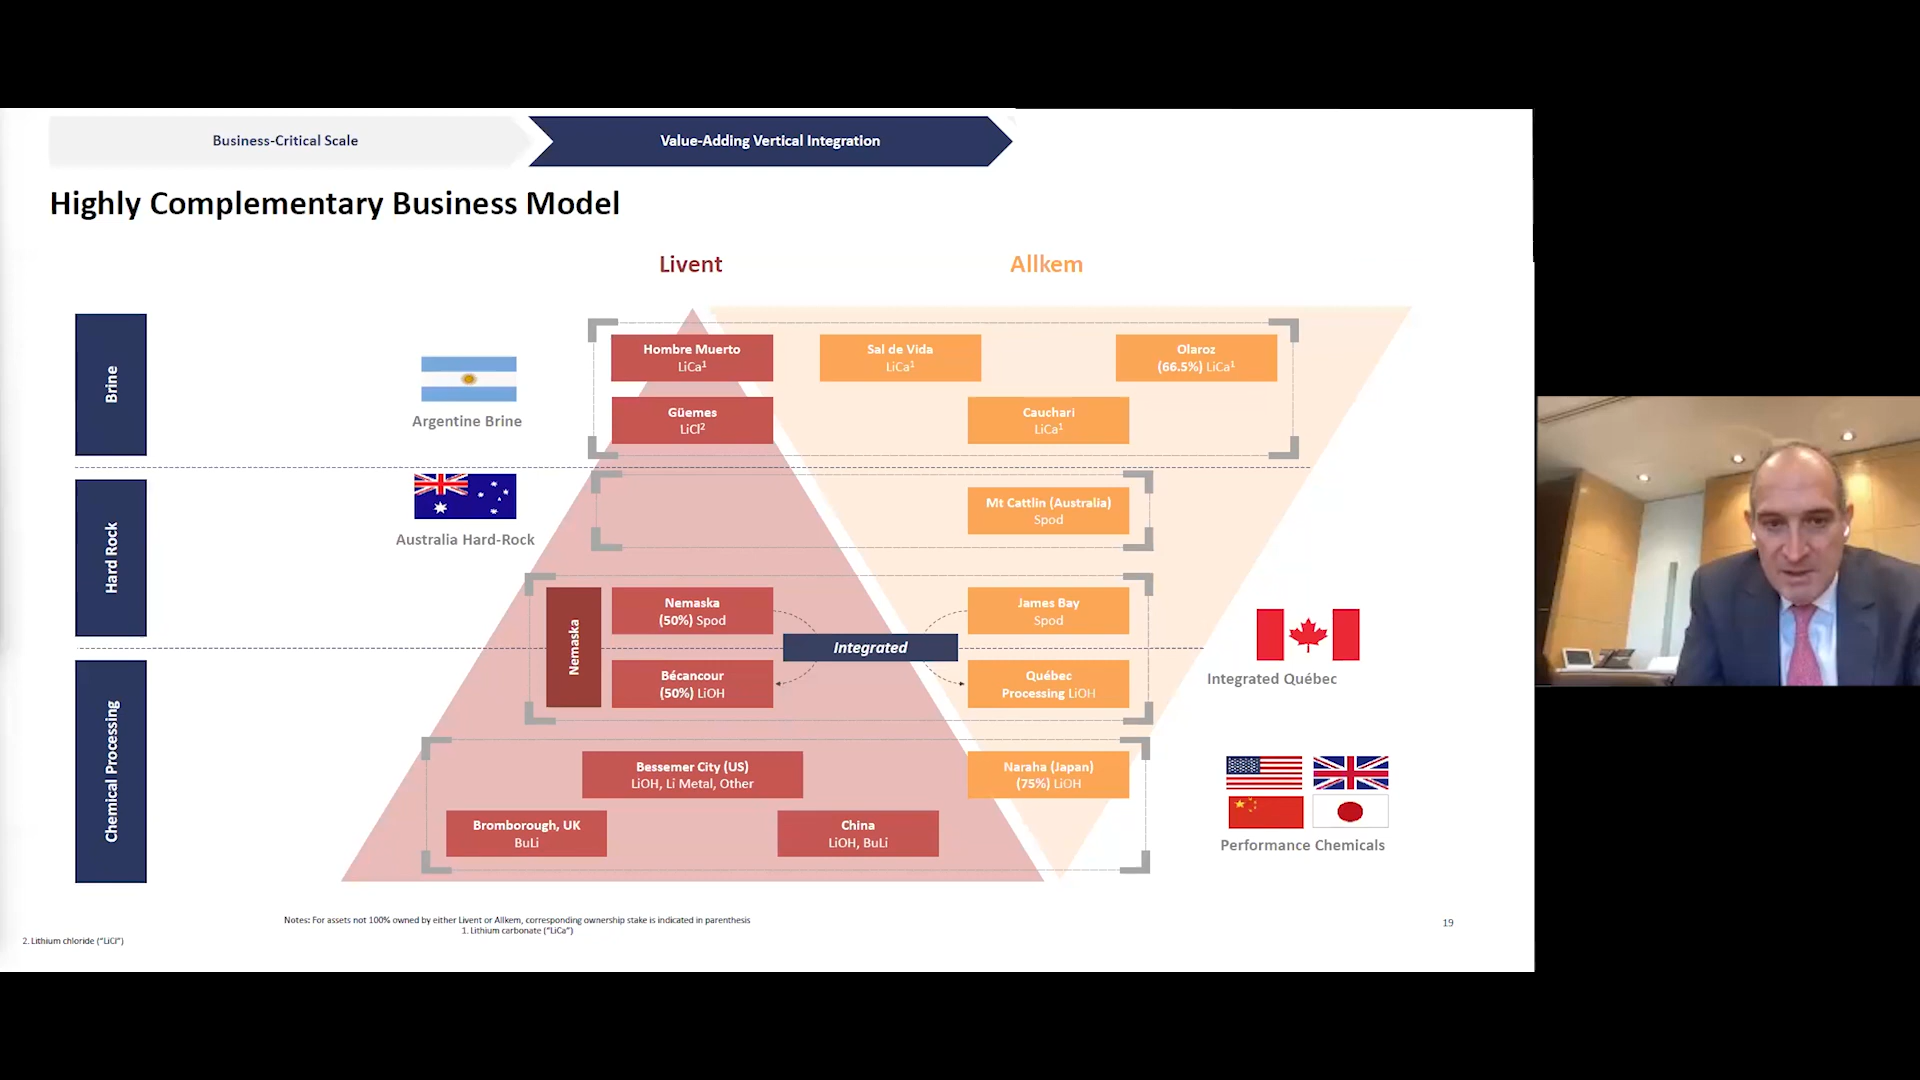 Business-Critical Scale
Value-Adding Vertical Integration
Highly Complementary Business Model
Livent
Allkem
Brine
Argentine Brine
Hombre Muerto
LiCa¹
Sal de Vida
LiCa¹
Olaroz
(66.5%) LiCa¹
Güemes
LiCl²
Cauchari
LiCa¹
Hard Rock
Australia Hard-Rock
Mt Cattlin (Australia)
Spod
Nemaska
Nemaska
(50%) Spod
James Bay
Spod
Integrated
Bécancour
(50%) LiOH
Québec
Processing LiOH
Integrated Québec
Chemical Processing
Bessemer City (US)
LiOH, Li Metal, Other
Naraha (Japan)
(75%) LiOH
Bromborough, UK
BuLi
China
LiOH, BuLi
Performance Chemicals
Notes: For assets not 100% owned by either Livent or Allkem, corresponding ownership stake is indicated in parenthesis
1. Lithium carbonate ("LiCa")
2. Lithium chloride ("LiCl")
19